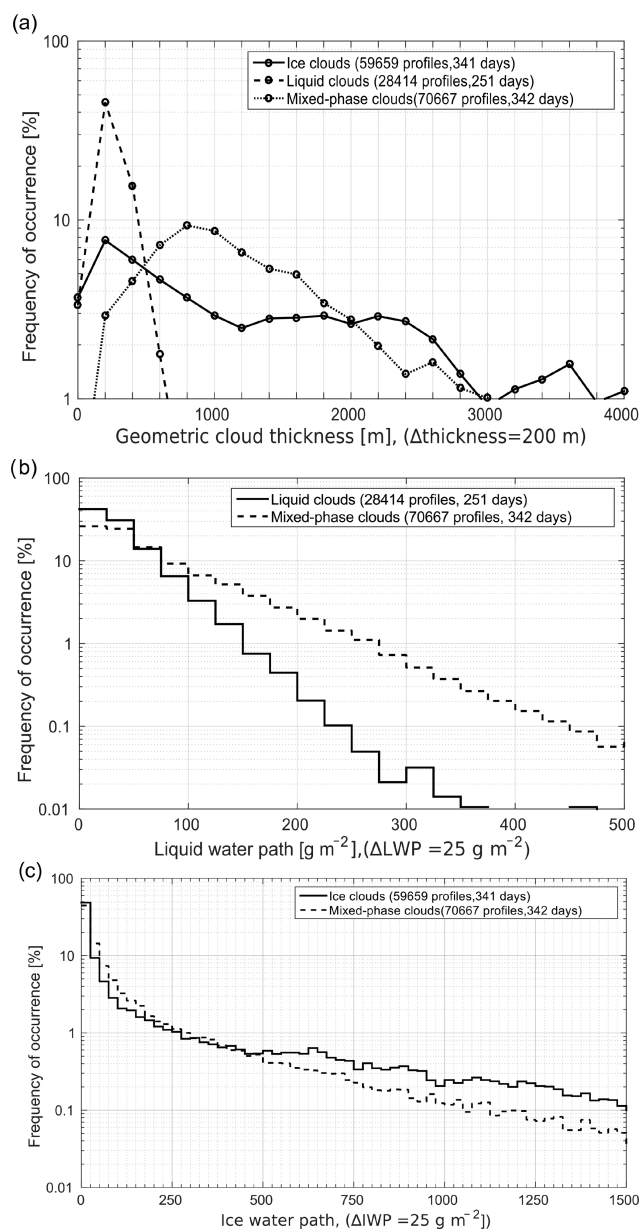 (a)
100
10
1
Frequency of occurrence [%]
Ice clouds (59659 profiles,341 days)
Liquid clouds (28414 profiles,251 days)
Mixed-phase clouds(70667 profiles,342 days)
0 1000 2000 3000 4000
Geometric cloud thickness [m], (Δthickness=200 m)
(b)
100
10
1
0.1
0.01
Frequency of occurrence [%]
Liquid clouds (28414 profiles, 251 days)
Mixed-phase clouds (70667 profiles, 342 days)
0 100 200 300 400 500
Liquid water path [g m⁻²],(ΔLWP =25 g m⁻²)
(c)
100
10
1
0.1
0.01
Frequency of occurrence [%]
Ice clouds (59659 profiles,341 days)
Mixed-phase clouds(70667 profiles,342 days)
0 250 500 750 1000 1250 1500
Ice water path, (ΔIWP =25 g m⁻²])